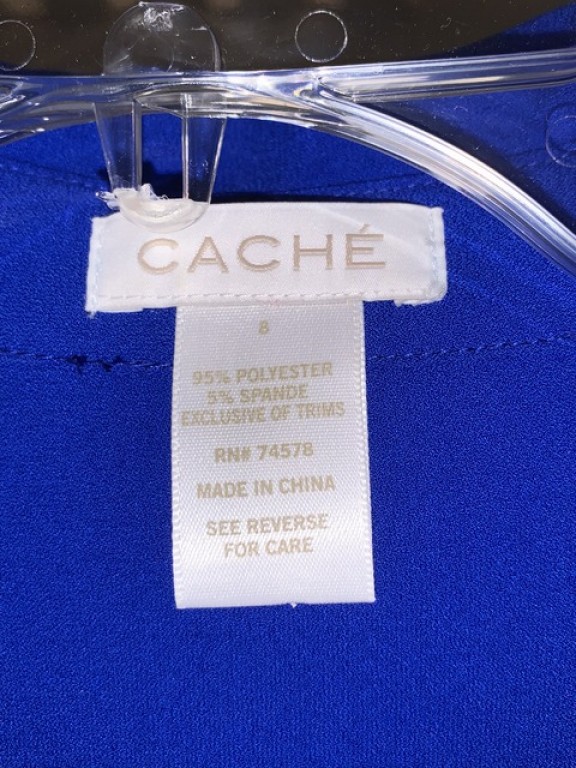 CACHÉ
8
95% POLYESTER
5% SPANDE
EXCLUSIVE OF TRIMS
RN# 74578
MADE IN CHINA
SEE REVERSE
FOR CARE